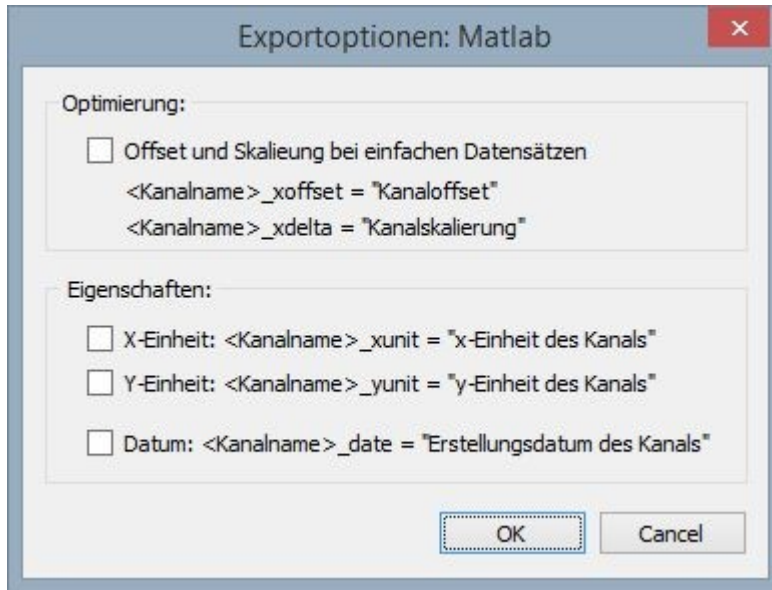 Exportoptionen: Matlab
Optimierung:
Offset und Skalieung bei einfachen Datensätzen
<Kanalname>_xoffset = "Kanaloffset"
<Kanalname>_xdelta = "Kanalskalierung"
Eigenschaften:
X-Einheit: <Kanalname>_xunit = "x-Einheit des Kanals"
Y-Einheit: <Kanalname>_yunit = "y-Einheit des Kanals"
Datum: <Kanalname>_date = "Erstellungsdatum des Kanals"
OK Cancel